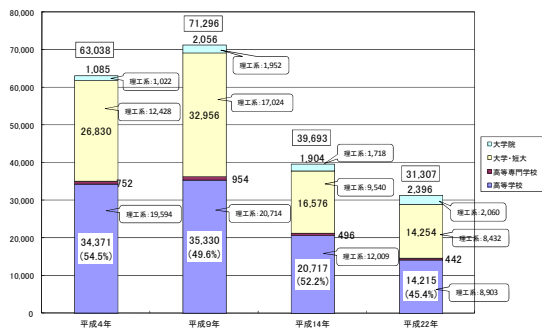 80,000
70,000
60,000
50,000
40,000
30,000
20,000
10,000
0
63,038
1,085
理工系:1,022
26,830
理工系:12,428
752
34,371
(54.5%)
理工系:19,594
71,296
2,056
理工系:1,952
32,956
理工系:17,024
954
35,330
(49.6%)
理工系:20,714
39,693
1,904
理工系:1,718
16,576
理工系:9,540
496
20,717
(52.2%)
理工系:12,009
31,307
2,396
理工系:2,060
14,254
理工系:8,432
442
14,215
(45.4%)
理工系:8,903
大学院
大学・短大
高等専門学校
高等学校
平成4年
平成9年
平成14年
平成22年